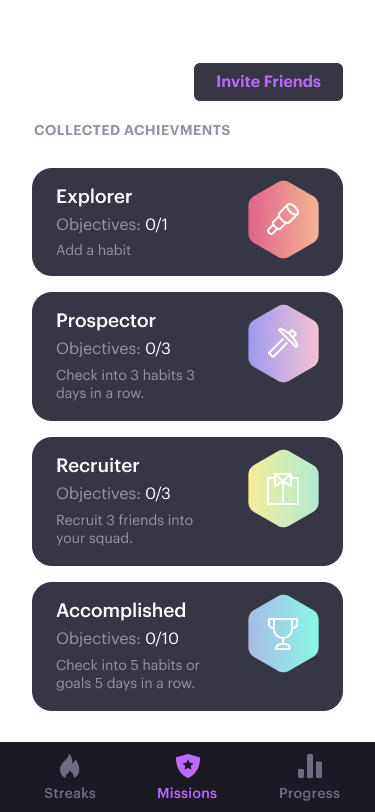 Invite Friends
COLLECTED ACHIEVMENTS
Explorer
Objectives: 0/1
Add a habit
Prospector
Objectives: 0/3
Check into 3 habits 3
days in a row.
Recruiter
Objectives: 0/3
Recruit 3 friends into
your squad.
Accomplished
Objectives: 0/10
Check into 5 habits or
goals 5 days in a row.
Streaks
Missions
Progress